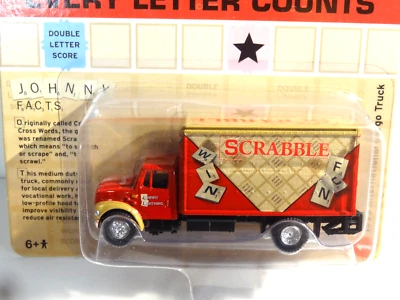 EVERY LETTER COUNTS
DOUBLE
LETTER
SCORE
JOHNNY
F.A.C.T.S.
Originally called
Cross Words, the
was renamed Scra
which means "to s
or scrape" and, "t
scrawl."
This medium dut
truck, commonly
for local delivery a
vocational work,
low-profile hood t
improve visibility
reduce air resista
6+
go Truck
SCRABBLE
WIN
FUN